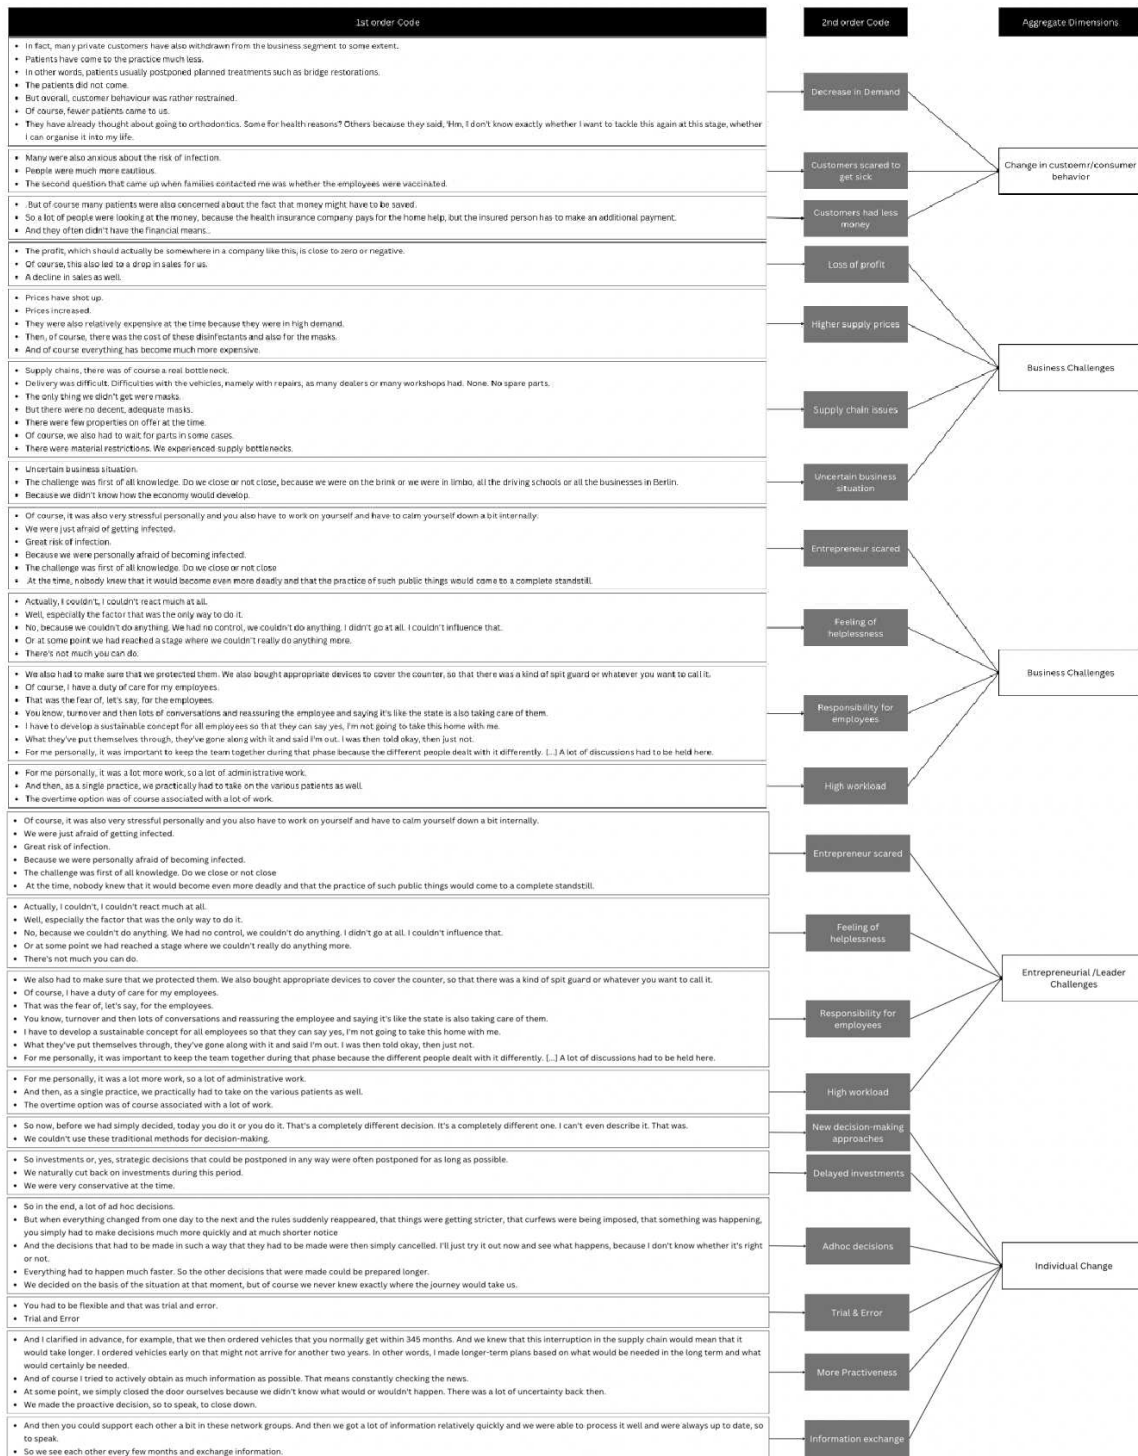 1st order Code
2nd order Code
Aggregate Dimensions
• In fact, many private customers have also withdrawn from the business segment to some extent.
• Patients have come to the practice much less.
• In other words, patients usually postponed planned treatments such as bridge restorations.
• The patients did not come.
• But overall, customer behaviour was rather restrained.
• Of course, fewer patients came to us.
• They have already thought about going to orthodontics. Some for health reasons? Others because they said, 'Hm, I don't know exactly whether I want to tackle this again at this stage, whether
I can organise it into my life.
Decrease in Demand
• Many were also anxious about the risk of infection.
• People were much more cautious.
• The second question that came up when families contacted me was whether the employees were vaccinated.
Customers scared to
get sick
Change in custoemr/consumer
behavior
• .But of course many patients were also concerned about the fact that money might have to be saved.
• So a lot of people were looking at the money, because the health insurance company pays for the home help, but the insured person has to make an additional payment.
• And they often didn't have the financial means..
Customers had less
money
• The profit, which should actually be somewhere in a company like this, is close to zero or negative.
• Of course, this also led to a drop in sales for us.
• A decline in sales as well.
Loss of profit
• Prices have shot up.
• Prices increased.
• They were also relatively expensive at the time because they were in high demand.
• Then, of course, there was the cost of these disinfectants and also for the masks.
• And of course everything has become much more expensive.
Higher supply prices
Business Challenges
• Supply chains, there was of course a real bottleneck.
• Delivery was difficult. Difficulties with the vehicles, namely with repairs, as many dealers or many workshops had. None. No spare parts.
• The only thing we didn't get were masks.
• But there were no decent, adequate masks.
• There were few properties on offer at the time.
• Of course, we also had to wait for parts in some cases.
• There were material restrictions. We experienced supply bottlenecks.
Supply chain issues
• Uncertain business situation.
• The challenge was first of all knowledge. Do we close or not close, because we were on the brink or we were in limbo, all the driving schools or all the businesses in Berlin.
• Because we didn't know how the economy would develop.
Uncertain business
situation
• Of course, it was also very stressful personally and you also have to work on yourself and have to calm yourself down a bit internally.
• We were just afraid of getting infected.
• Great risk of infection.
• Because we were personally afraid of becoming infected.
• The challenge was first of all knowledge. Do we close or not close
• At the time, nobody knew that it would become even more deadly and that the practice of such public things would come to a complete standstill.
Entrepreneur scared
• Actually, I couldn't, I couldn't react much at all.
• Well, especially the factor that was the only way to do it.
• No, because we couldn't do anything. We had no control, we couldn't do anything. I didn't go at all. I couldn't influence that.
• Or at some point we had reached a stage where we couldn't really do anything more.
• There's not much you can do.
Feeling of
helplessness
Business Challenges
• We also had to make sure that we protected them. We also bought appropriate devices to cover the counter, so that there was a kind of spit guard or whatever you want to call it.
• Of course, I have a duty of care for my employees.
• That was the fear of, let's say, for the employees.
• You know, turnover and then lots of conversations and reassuring the employee and saying it's like the state is also taking care of them.
• I have to develop a sustainable concept for all employees so that they can say yes, I'm not going to take this home with me.
• What they've put themselves through, they've gone along with it and said I'm out. I was then told okay, then just not.
• For me personally, it was important to keep the team together during that phase because the different people dealt with it differently. [...] A lot of discussions had to be held here.
Responsibility for
employees
• For me personally, it was a lot more work, so a lot of administrative work.
• And then, as a single practice, we practically had to take on the various patients as well.
• The overtime option was of course associated with a lot of work.
High workload
• Of course, it was also very stressful personally and you also have to work on yourself and have to calm yourself down a bit internally.
• We were just afraid of getting infected.
• Great risk of infection.
• Because we were personally afraid of becoming infected.
• The challenge was first of all knowledge. Do we close or not close
• At the time, nobody knew that it would become even more deadly and that the practice of such public things would come to a complete standstill.
Entrepreneur scared
• Actually, I couldn't, I couldn't react much at all.
• Well, especially the factor that was the only way to do it.
• No, because we couldn't do anything. We had no control, we couldn't do anything. I didn't go at all. I couldn't influence that.
• Or at some point we had reached a stage where we couldn't really do anything more.
• There's not much you can do.
Feeling of
helplessness
Entrepreneurial /Leader
Challenges
• We also had to make sure that we protected them. We also bought appropriate devices to cover the counter, so that there was a kind of spit guard or whatever you want to call it.
• Of course, I have a duty of care for my employees.
• That was the fear of, let's say, for the employees.
• You know, turnover and then lots of conversations and reassuring the employee and saying it's like the state is also taking care of them.
• I have to develop a sustainable concept for all employees so that they can say yes, I'm not going to take this home with me.
• What they've put themselves through, they've gone along with it and said I'm out. I was then told okay, then just not.
• For me personally, it was important to keep the team together during that phase because the different people dealt with it differently. [...] A lot of discussions had to be held here.
Responsibility for
employees
• For me personally, it was a lot more work, so a lot of administrative work.
• And then, as a single practice, we practically had to take on the various patients as well.
• The overtime option was of course associated with a lot of work.
High workload
• So now, before we had simply decided, today you do it or you do it. That's a completely different decision. It's a completely different one. I can't even describe it. That was.
• We couldn't use these traditional methods for decision-making.
New decision-making
approaches
• So investments or, yes, strategic decisions that could be postponed in any way were often postponed for as long as possible.
• We naturally cut back on investments during this period.
• We were very conservative at the time.
Delayed investments
• So in the end, a lot of ad hoc decisions.
• But when everything changed from one day to the next and the rules suddenly reappeared, that things were getting stricter, that curfews were being imposed, that something was happening,
you simply had to make decisions much more quickly and at much shorter notice
• And the decisions that had to be made in such a way that they had to be made were then simply cancelled. I'll just try it out now and see what happens, because I don't know whether it's right
or not.
• Everything had to happen much faster. So the other decisions that were made could be prepared longer.
• We decided on the basis of the situation at that moment, but of course we never knew exactly where the journey would take us.
Adhoc decisions
Individual Change
• You had to be flexible and that was trial and error.
• Trial and Error
Trial & Error
• And I clarified in advance, for example, that we then ordered vehicles that you normally get within 345 months. And we knew that this interruption in the supply chain would mean that it
would take longer. I ordered vehicles early on that might not arrive for another two years. In other words, I made longer-term plans based on what would be needed in the long term and what
would certainly be needed.
• And of course I tried to actively obtain as much information as possible. That means constantly checking the news.
• At some point, we simply closed the door ourselves because we didn't know what would or wouldn't happen. There was a lot of uncertainty back then.
• We made the proactive decision, so to speak, to close down.
More Practiveness
• And then you could support each other a bit in these network groups. And then we got a lot of information relatively quickly and we were able to process it well and were always up to date, so
to speak.
• So we see each other every few months and exchange information.
Information exchange